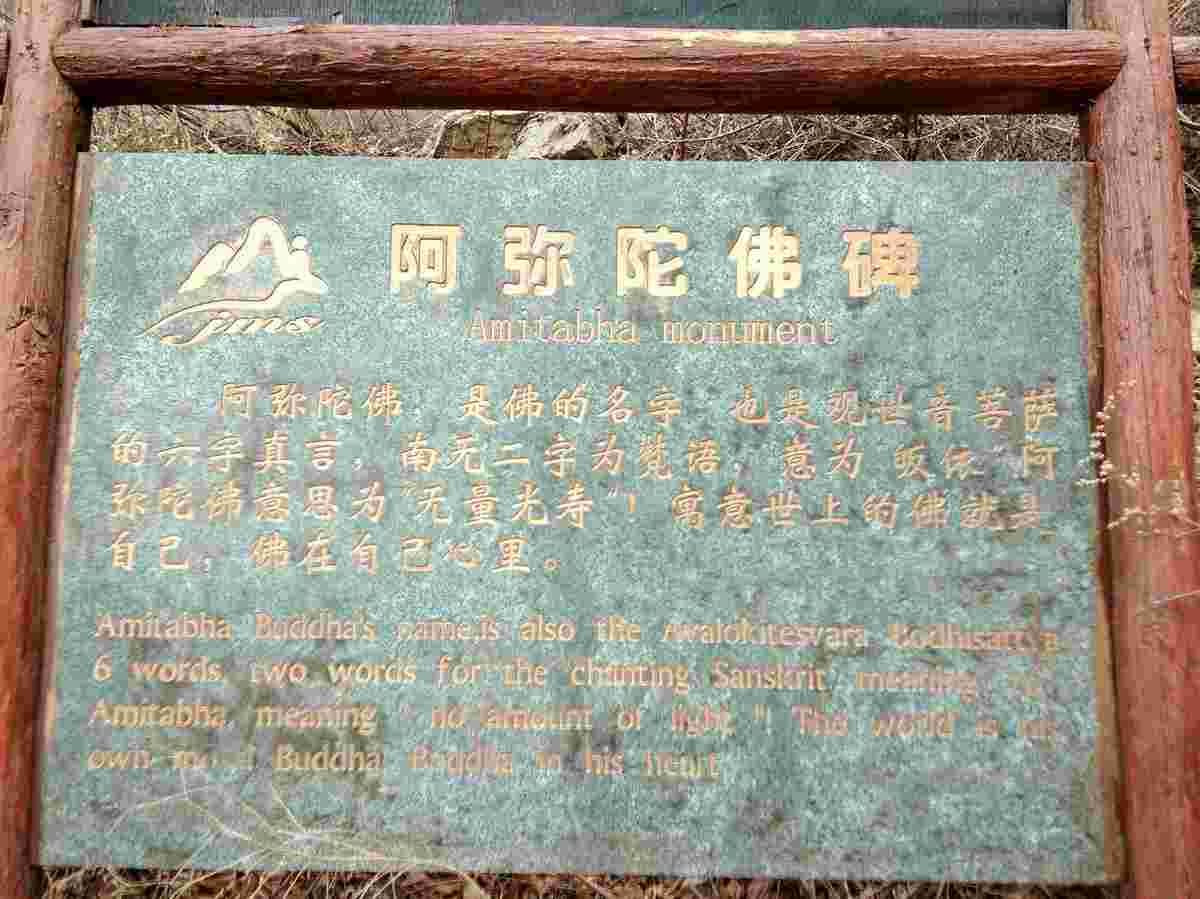 jms
阿弥陀佛碑
Amitabha monument
阿弥陀佛，是佛的名字，也是观世音菩萨
的六字真言，南无二字为梵语，意为"皈依"阿
弥陀佛意思为"无量光寿"！寓意世上的佛就是
自己，佛在自己心里。
Amitabha Buddha's name,is also the Avalokitesvara
6 words, two words for the chanting Sanskrit, meaning
Amitabha, meaning " no amount of light, "! The world is
own Buddha, Buddha in his heart